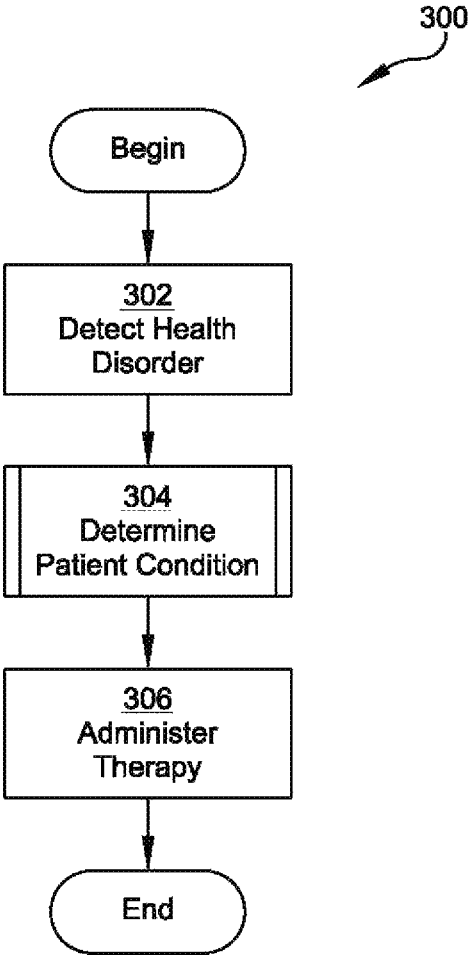 300
Begin
302
Detect Health
Disorder
304
Determine
Patient Condition
306
Administer
Therapy
End